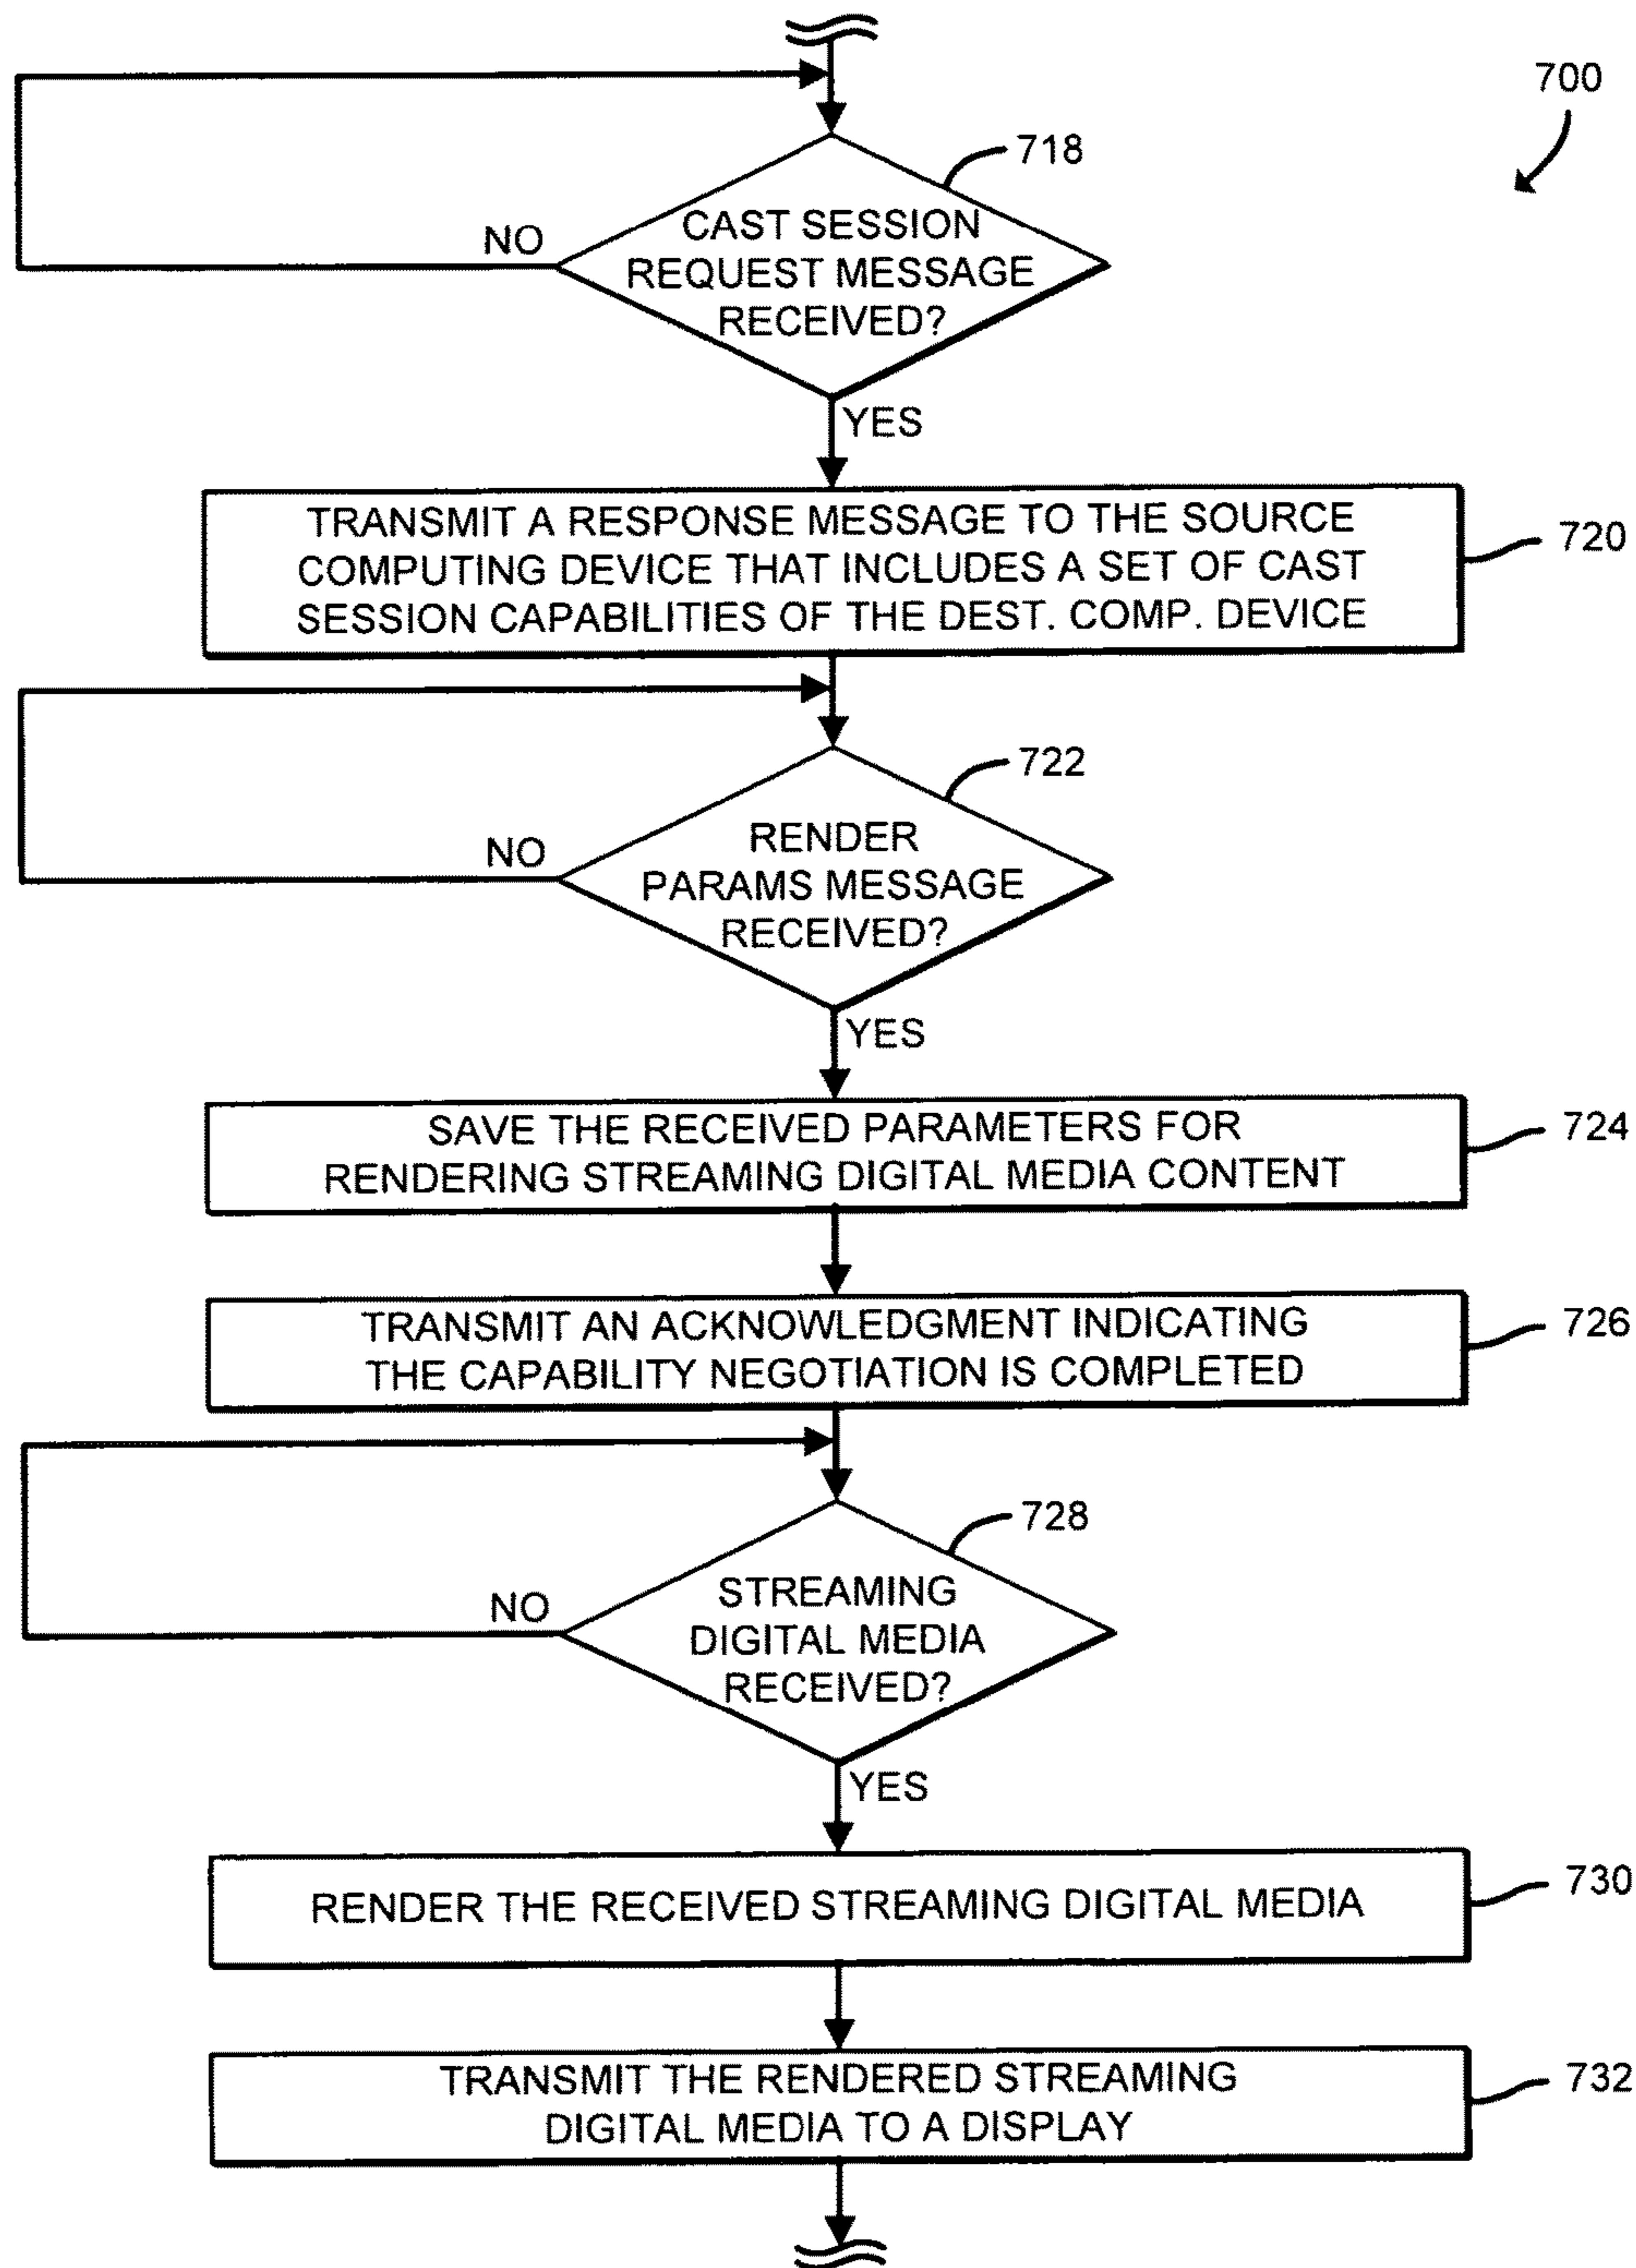 700
718
CAST SESSION
REQUEST MESSAGE
RECEIVED?
NO
YES
TRANSMIT A RESPONSE MESSAGE TO THE SOURCE
COMPUTING DEVICE THAT INCLUDES A SET OF CAST
SESSION CAPABILITIES OF THE DEST. COMP. DEVICE
720
722
RENDER
PARAMS MESSAGE
RECEIVED?
NO
YES
SAVE THE RECEIVED PARAMETERS FOR
RENDERING STREAMING DIGITAL MEDIA CONTENT
724
TRANSMIT AN ACKNOWLEDGMENT INDICATING
THE CAPABILITY NEGOTIATION IS COMPLETED
726
728
STREAMING
DIGITAL MEDIA
RECEIVED?
NO
YES
RENDER THE RECEIVED STREAMING DIGITAL MEDIA
730
TRANSMIT THE RENDERED STREAMING
DIGITAL MEDIA TO A DISPLAY
732